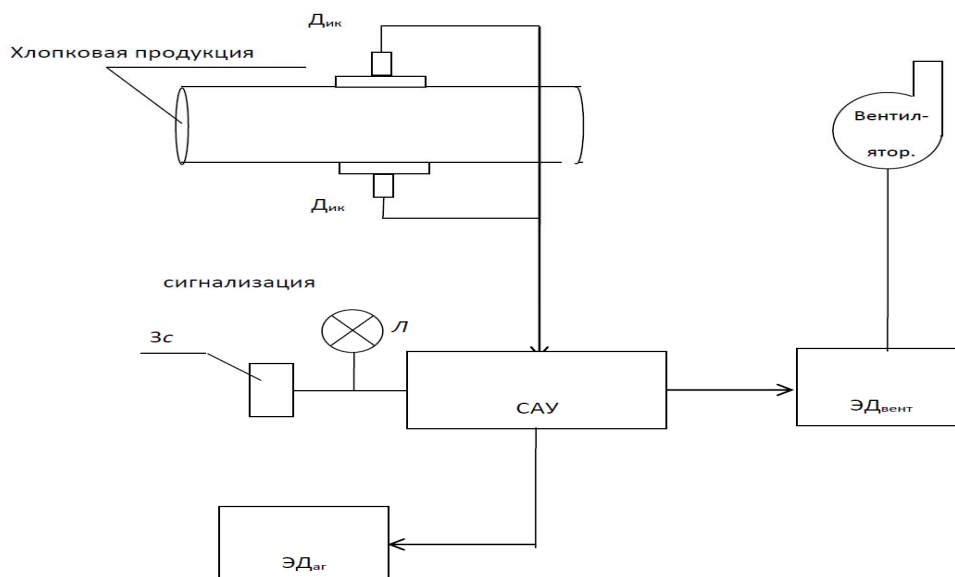 Дик
Хлопковая продукция
Вентил-
ятор.
Дик
сигнализация
Л
Зс
САУ
ЭДвент
ЭДаг